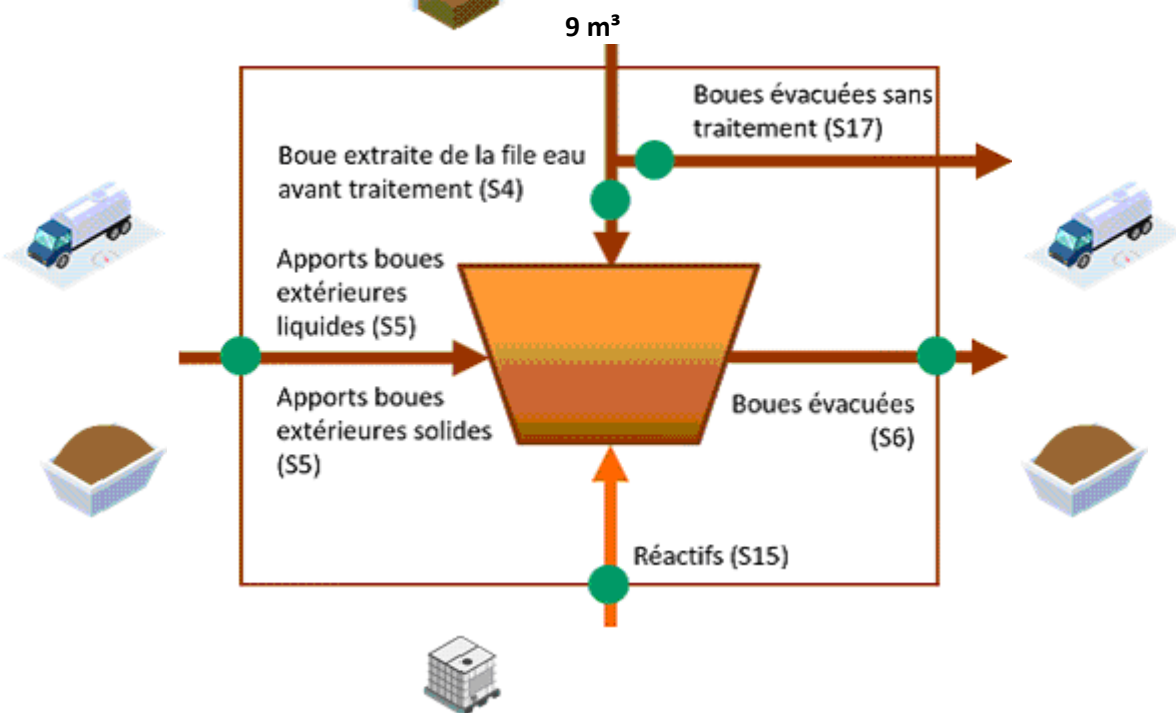 9 m³
Boues évacuées sans
traitement (S17)
Boue extraite de la file eau
avant traitement (S4)
Apports boues
extérieures
liquides (S5)
Apports boues
extérieures solides
(S5)
Boues évacuées
(S6)
Réactifs (S15)